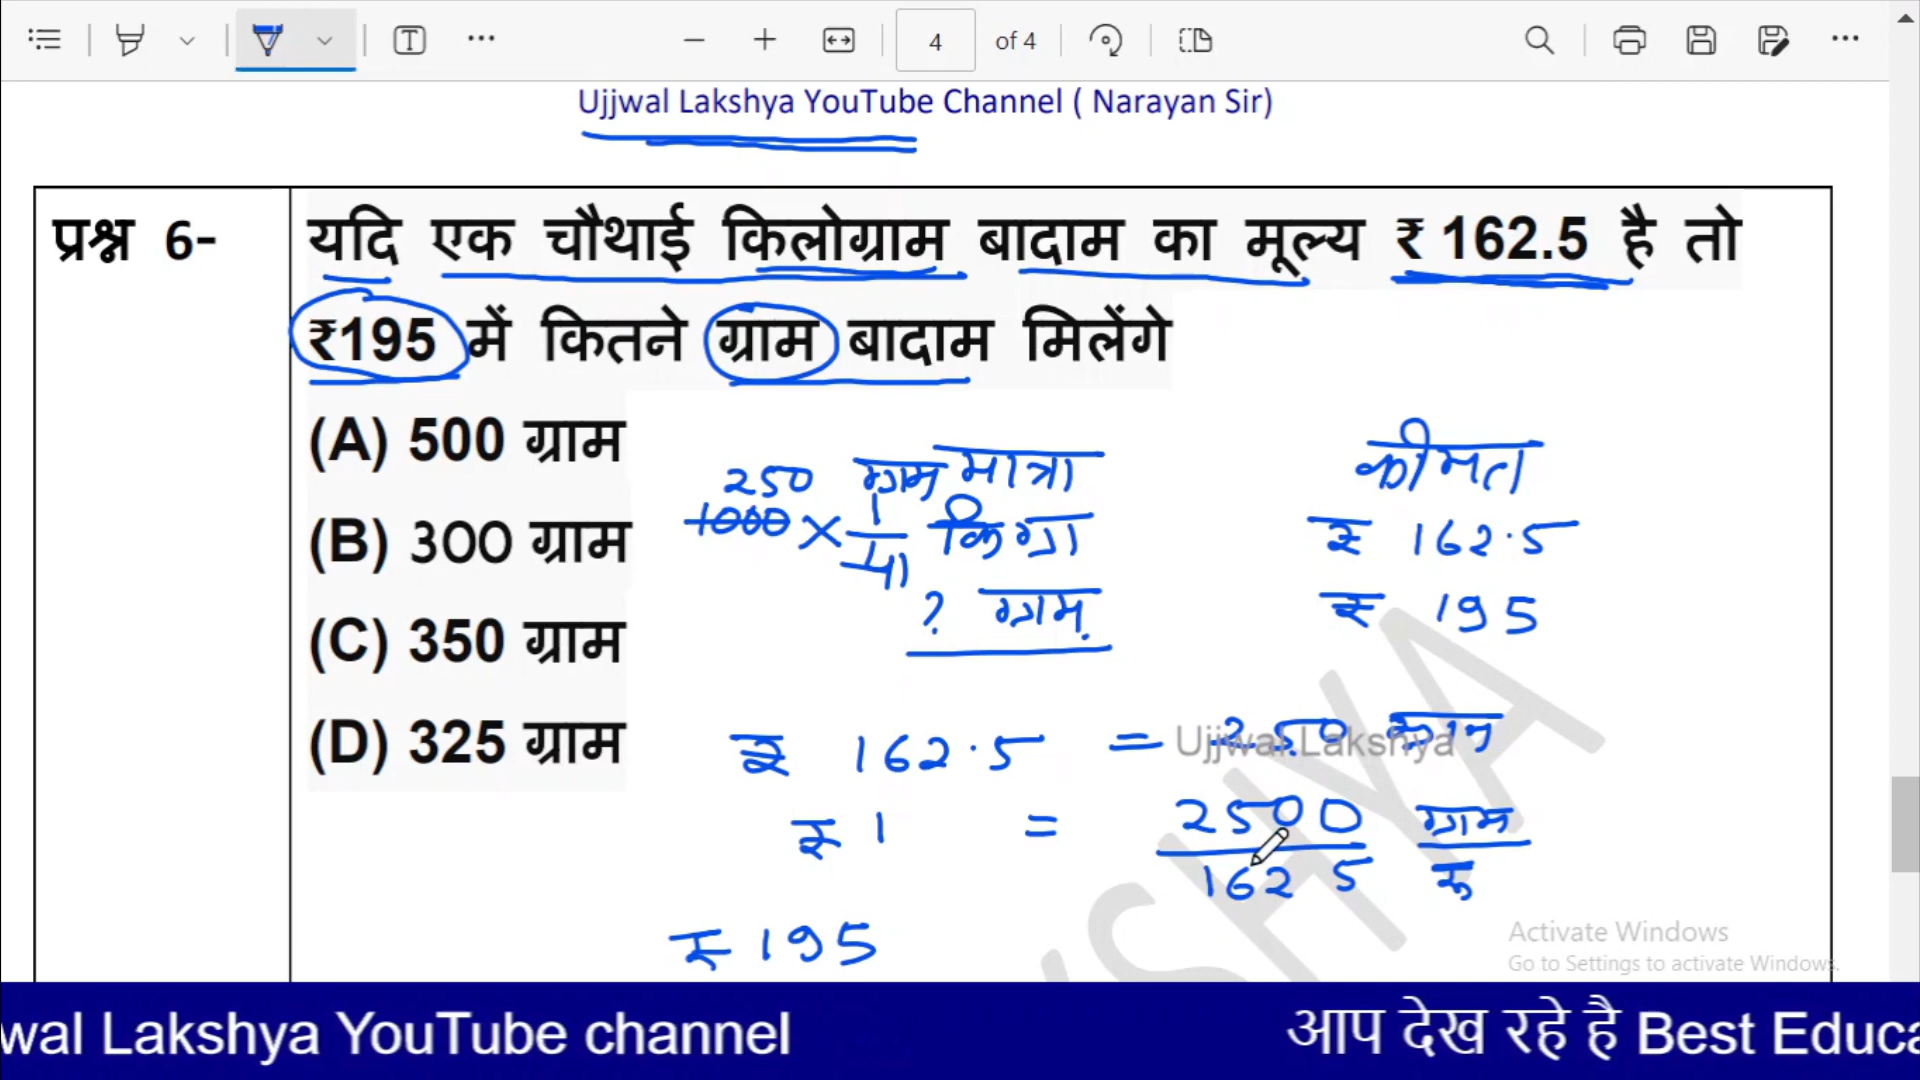 4 of 4
Ujjwal Lakshya YouTube Channel ( Narayan Sir)
प्रश्न 6-
यदि एक चौथाई किलोग्राम बादाम का मूल्य ₹ 162.5 है तो
₹195 में कितने ग्राम बादाम मिलेंगे
(A) 500 ग्राम
(B) 300 ग्राम
(C) 350 ग्राम
(D) 325 ग्राम
मात्रा कीमत
250 ग्राम
1000 × 1/4 किग्रा ₹ 162.5
? ग्राम ₹ 195
₹ 162.5 = 250 ग्राम
Ujjwal Lakshya
₹ 1 = 2500 ग्राम
1625 रू
₹ 195
KSHYA
Activate Windows
Go to Settings to activate Windows.
wal Lakshya YouTube channel
आप देख रहे है Best Educa